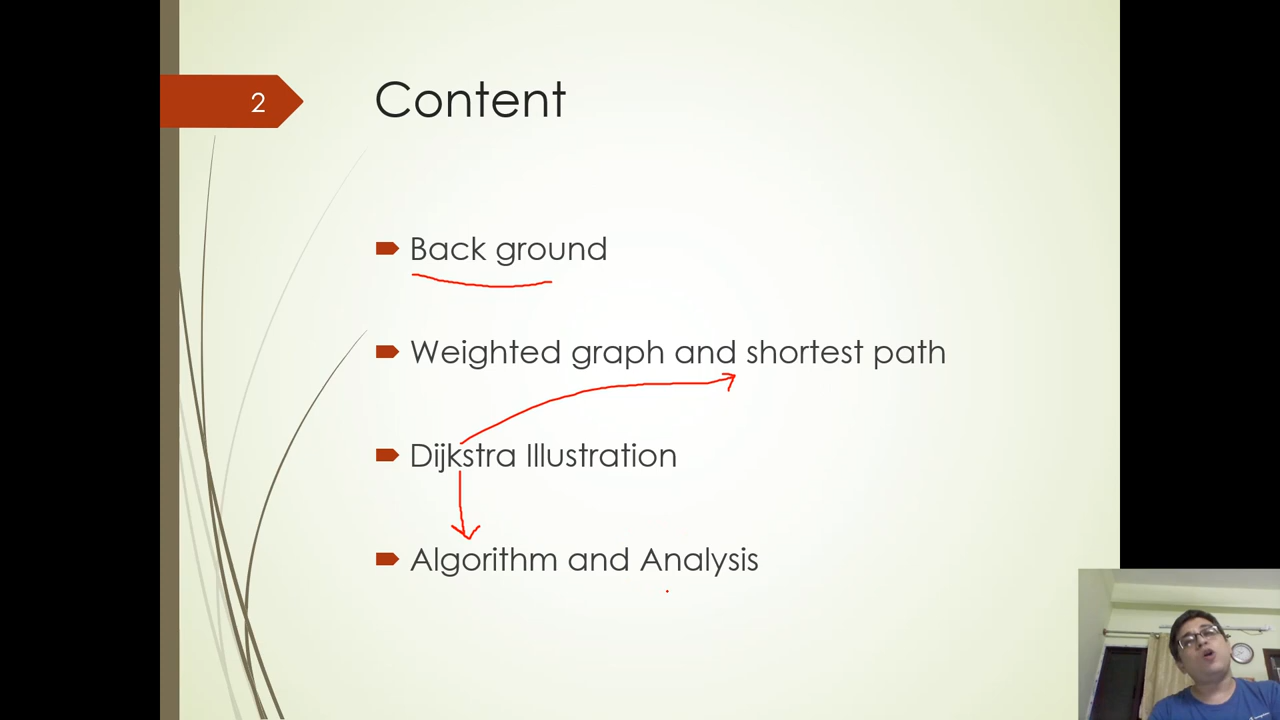 2
Content
Back ground
Weighted graph and shortest path
Dijkstra Illustration
Algorithm and Analysis